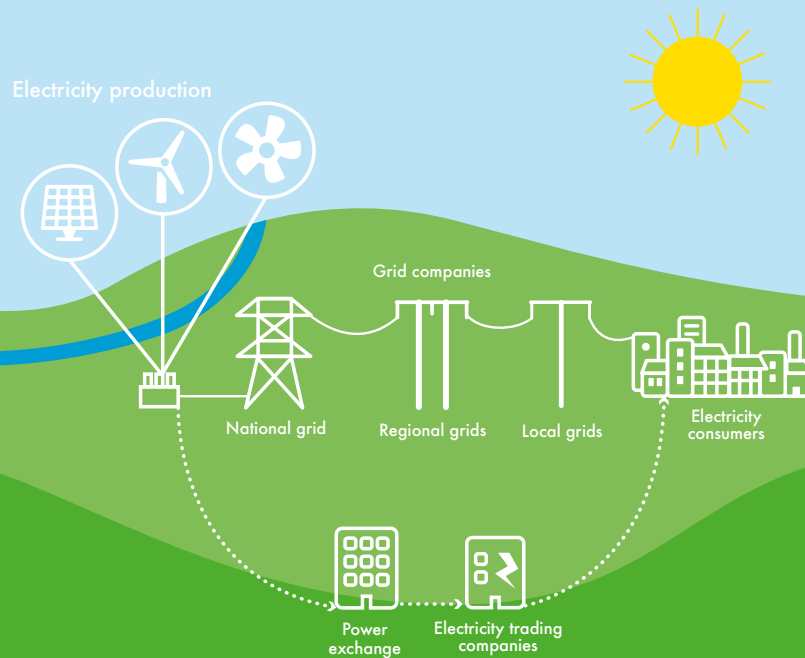 Electricity production
Grid companies
National grid
Regional grids
Local grids
Electricity
consumers
Power
exchange
Electricity trading
companies